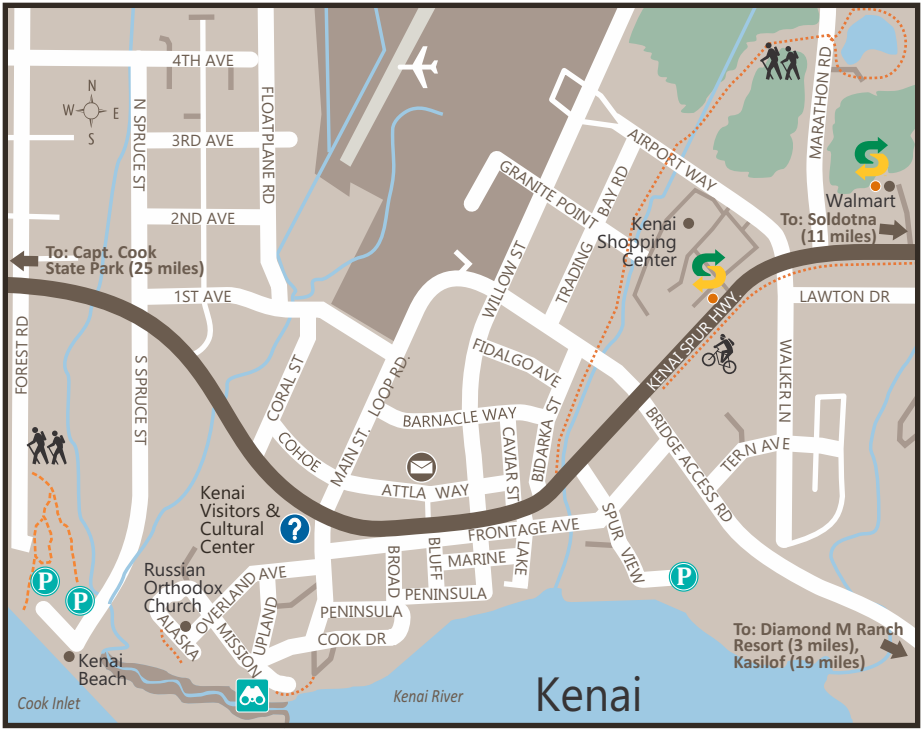 4TH AVE
N
W E
S
N SPRUCE ST
3RD AVE
FLOATPLANE RD
2ND AVE
To: Capt. Cook
State Park (25 miles)
1ST AVE
FOREST RD
S SPRUCE ST
CORAL ST
COHOE
MAIN ST. LOOP RD.
WILLOW ST
GRANITE POINT
TRADING BAY RD
AIRPORT WAY
MARATHON RD
Walmart
To: Soldotna
(11 miles)
Kenai
Shopping
Center
LAWTON DR
KENAI SPUR HWY.
WALKER LN
FIDALGO AVE
BARNACLE WAY
CAVIAR ST
BIDARKA ST
BRIDGE ACCESS RD
TERN AVE
ATTLA WAY
Kenai
Visitors &
Cultural
Center
?
FRONTAGE AVE
SPUR VIEW
P
BROAD
BLUFF
MARINE
LAKE
PENINSULA
PENINSULA
COOK DR
OVERLAND AVE
UPLAND
MISSION
ALASKA
Russian
Orthodox
Church
P
P
Kenai
Beach
Cook Inlet
Kenai River
Kenai
To: Diamond M Ranch
Resort (3 miles),
Kasilof (19 miles)